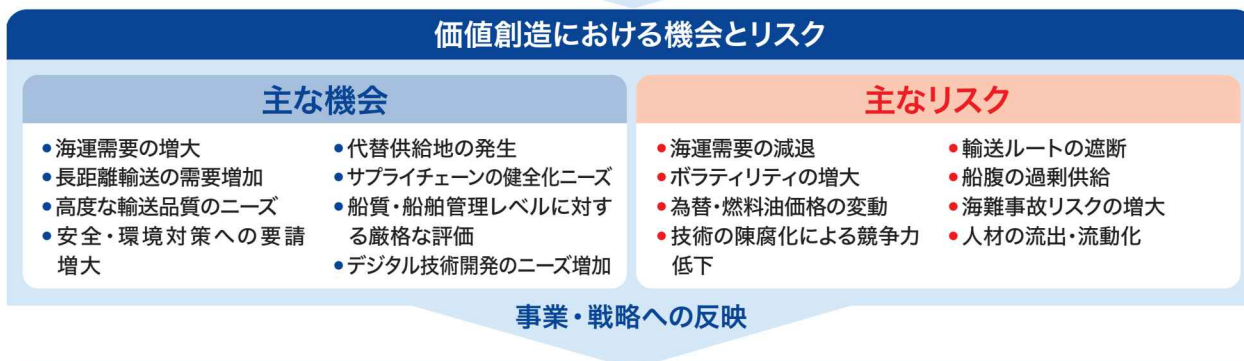 価値創造における機会とリスク
主な機会
●海運需要の増大
●長距離輸送の需要増加
●高度な輸送品質のニーズ
●安全・環境対策への要請
増大
●代替供給地の発生
●サプライチェーンの健全化ニーズ
●船質・船舶管理レベルに対す
る厳格な評価
●デジタル技術開発のニーズ増加
主なリスク
●海運需要の減退
●ボラティリティの増大
●為替・燃料油価格の変動
●技術の陳腐化による競争力
低下
●輸送ルートの遮断
●船腹の過剰供給
●海難事故リスクの増大
●人材の流出・流動化
事業・戦略への反映